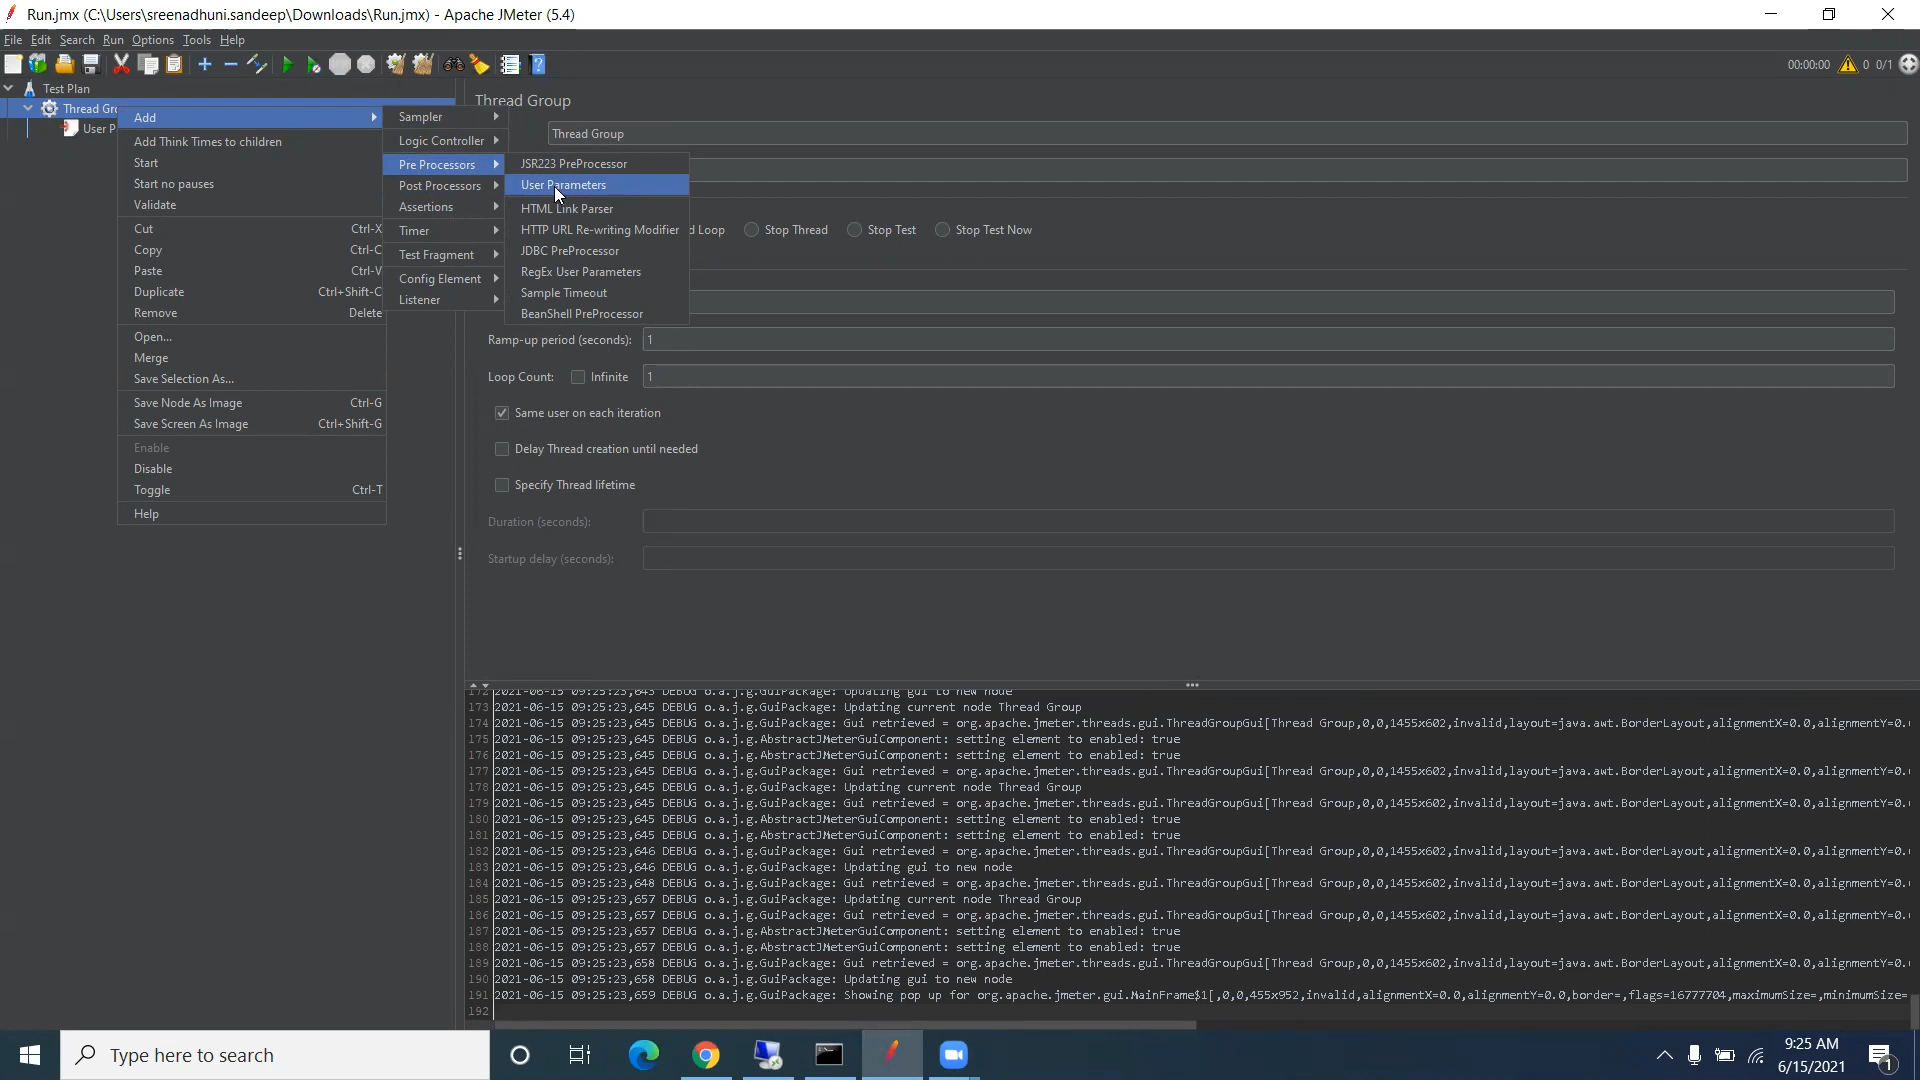 Run.jmx (C:\Users\sreenadhuni.sandeep\Downloads\Run.jmx) - Apache JMeter (5.4)
File Edit Search Run Options Tools Help
00:00:00 0 0/1
Test Plan
Thread Gro
User P
Add
Add Think Times to children
Start
Start no pauses
Validate
Cut Ctrl-X
Copy Ctrl-C
Paste Ctrl-V
Duplicate Ctrl+Shift-C
Remove Delete
Open...
Merge
Save Selection As...
Save Node As Image Ctrl-G
Save Screen As Image Ctrl+Shift-G
Enable
Disable
Toggle Ctrl-T
Help
Sampler
Logic Controller
Pre Processors
Post Processors
Assertions
Timer
Test Fragment
Config Element
Listener
JSR223 PreProcessor
User Parameters
HTML Link Parser
HTTP URL Re-writing Modifier
JDBC PreProcessor
RegEx User Parameters
Sample Timeout
BeanShell PreProcessor
Thread Group
Thread Group
d Loop Stop Thread Stop Test Stop Test Now
Ramp-up period (seconds): 1
Loop Count: Infinite 1
Same user on each iteration
Delay Thread creation until needed
Specify Thread lifetime
Duration (seconds):
Startup delay (seconds):
172 2021-06-15 09:25:23,643 DEBUG o.a.j.g.GuiPackage: Updating gui to new node
173 2021-06-15 09:25:23,645 DEBUG o.a.j.g.GuiPackage: Updating current node Thread Group
174 2021-06-15 09:25:23,645 DEBUG o.a.j.g.GuiPackage: Gui retrieved = org.apache.jmeter.threads.gui.ThreadGroupGui[Thread Group,0,0,1455x602,invalid,layout=java.awt.BorderLayout,alignmentX=0.0,alignmentY=0.
175 2021-06-15 09:25:23,645 DEBUG o.a.j.g.AbstractJMeterGuiComponent: setting element to enabled: true
176 2021-06-15 09:25:23,645 DEBUG o.a.j.g.AbstractJMeterGuiComponent: setting element to enabled: true
177 2021-06-15 09:25:23,645 DEBUG o.a.j.g.GuiPackage: Gui retrieved = org.apache.jmeter.threads.gui.ThreadGroupGui[Thread Group,0,0,1455x602,invalid,layout=java.awt.BorderLayout,alignmentX=0.0,alignmentY=0.
178 2021-06-15 09:25:23,645 DEBUG o.a.j.g.GuiPackage: Updating current node Thread Group
179 2021-06-15 09:25:23,645 DEBUG o.a.j.g.GuiPackage: Gui retrieved = org.apache.jmeter.threads.gui.ThreadGroupGui[Thread Group,0,0,1455x602,invalid,layout=java.awt.BorderLayout,alignmentX=0.0,alignmentY=0.
180 2021-06-15 09:25:23,645 DEBUG o.a.j.g.AbstractJMeterGuiComponent: setting element to enabled: true
181 2021-06-15 09:25:23,645 DEBUG o.a.j.g.AbstractJMeterGuiComponent: setting element to enabled: true
182 2021-06-15 09:25:23,646 DEBUG o.a.j.g.GuiPackage: Gui retrieved = org.apache.jmeter.threads.gui.ThreadGroupGui[Thread Group,0,0,1455x602,invalid,layout=java.awt.BorderLayout,alignmentX=0.0,alignmentY=0.
183 2021-06-15 09:25:23,646 DEBUG o.a.j.g.GuiPackage: Updating gui to new node
184 2021-06-15 09:25:23,648 DEBUG o.a.j.g.GuiPackage: Gui retrieved = org.apache.jmeter.threads.gui.ThreadGroupGui[Thread Group,0,0,1455x602,invalid,layout=java.awt.BorderLayout,alignmentX=0.0,alignmentY=0.
185 2021-06-15 09:25:23,657 DEBUG o.a.j.g.GuiPackage: Updating current node Thread Group
186 2021-06-15 09:25:23,657 DEBUG o.a.j.g.GuiPackage: Gui retrieved = org.apache.jmeter.threads.gui.ThreadGroupGui[Thread Group,0,0,1455x602,invalid,layout=java.awt.BorderLayout,alignmentX=0.0,alignmentY=0.
187 2021-06-15 09:25:23,657 DEBUG o.a.j.g.AbstractJMeterGuiComponent: setting element to enabled: true
188 2021-06-15 09:25:23,657 DEBUG o.a.j.g.AbstractJMeterGuiComponent: setting element to enabled: true
189 2021-06-15 09:25:23,658 DEBUG o.a.j.g.GuiPackage: Gui retrieved = org.apache.jmeter.threads.gui.ThreadGroupGui[Thread Group,0,0,1455x602,invalid,layout=java.awt.BorderLayout,alignmentX=0.0,alignmentY=0.
190 2021-06-15 09:25:23,658 DEBUG o.a.j.g.GuiPackage: Updating gui to new node
191 2021-06-15 09:25:23,659 DEBUG o.a.j.g.GuiPackage: Showing pop up for org.apache.jmeter.gui.MainFrame$1[,0,0,455x952,invalid,alignmentX=0.0,alignmentY=0.0,border=,flags=16777704,maximumSize=,minimumSize=
192
Type here to search
9:25 AM
6/15/2021
1